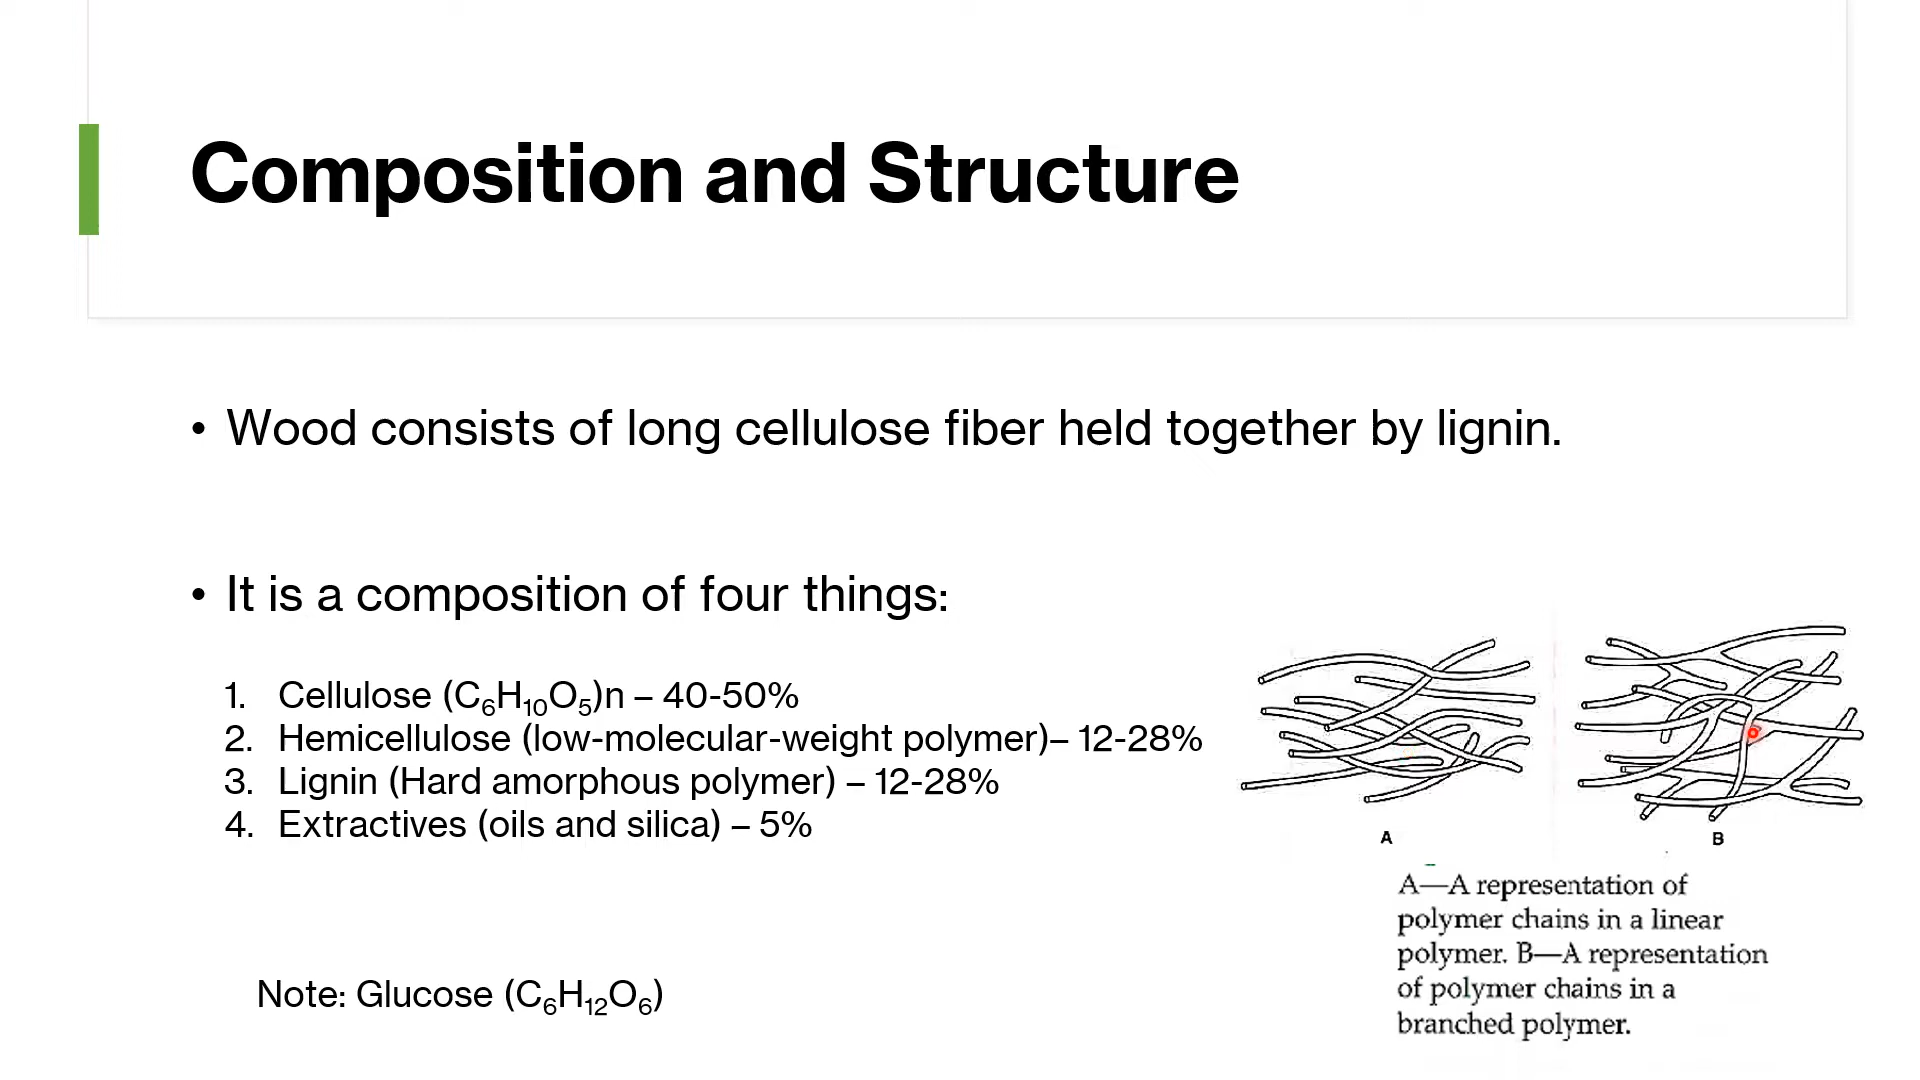 Composition and Structure
• Wood consists of long cellulose fiber held together by lignin.
• It is a composition of four things:
1. Cellulose (C₆H₁₀O₅)n – 40-50%
2. Hemicellulose (low-molecular-weight polymer)– 12-28%
3. Lignin (Hard amorphous polymer) – 12-28%
4. Extractives (oils and silica) – 5%
Note: Glucose (C₆H₁₂O₆)
A B
A—A representation of
polymer chains in a linear
polymer. B—A representation
of polymer chains in a
branched polymer.